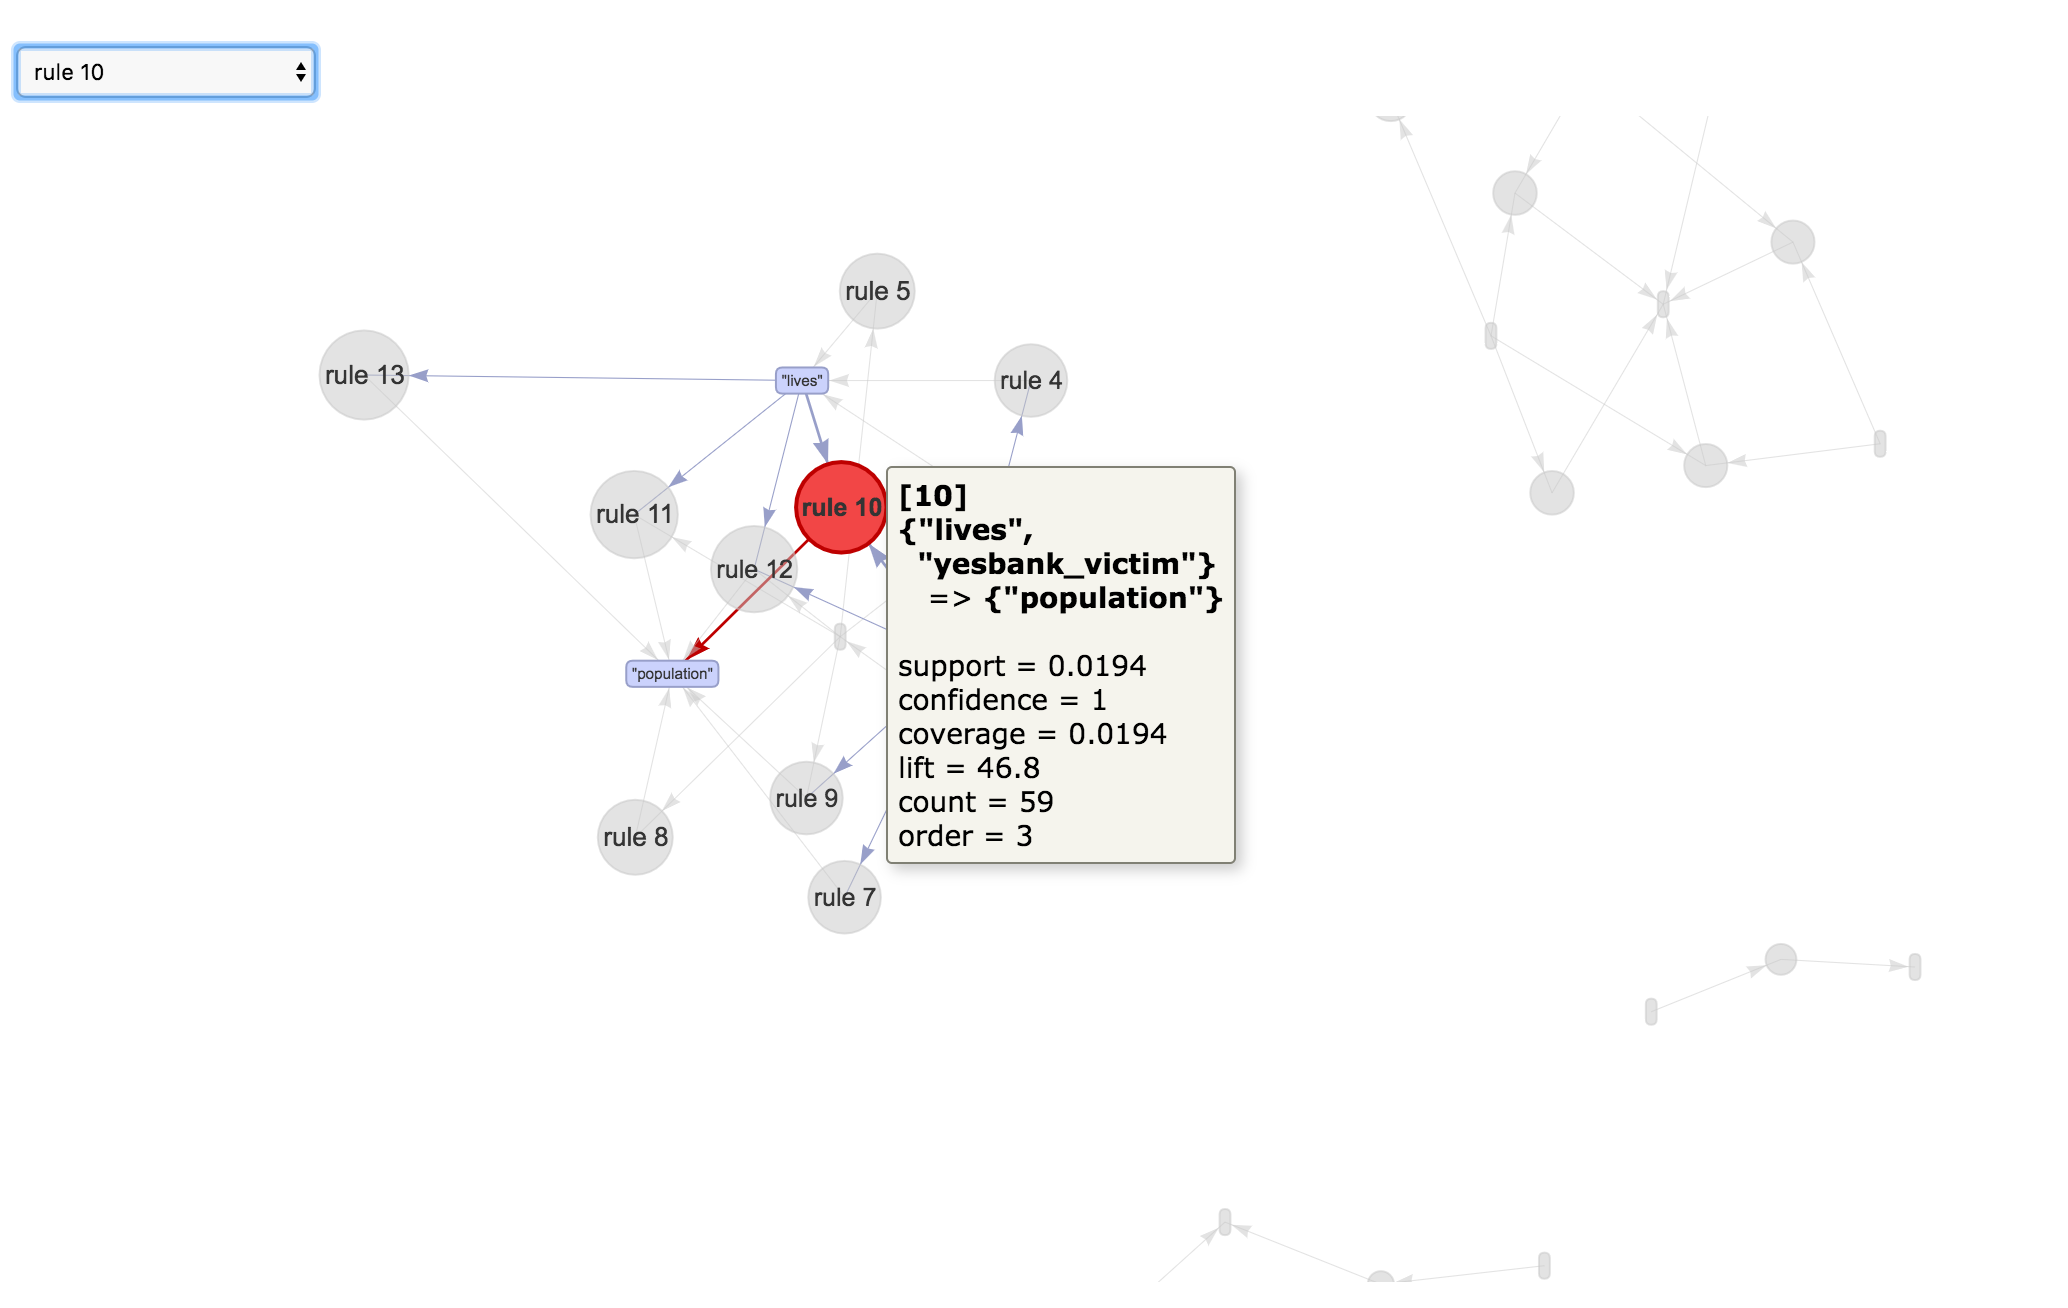 rule 10
rule 5
rule 13
"lives"
rule 4
rule 11
rule 10
rule 12
"population"
rule 9
rule 8
rule 7
[10]
{"lives",
"yesbank_victim"}
=> {"population"}
support = 0.0194
confidence = 1
coverage = 0.0194
lift = 46.8
count = 59
order = 3